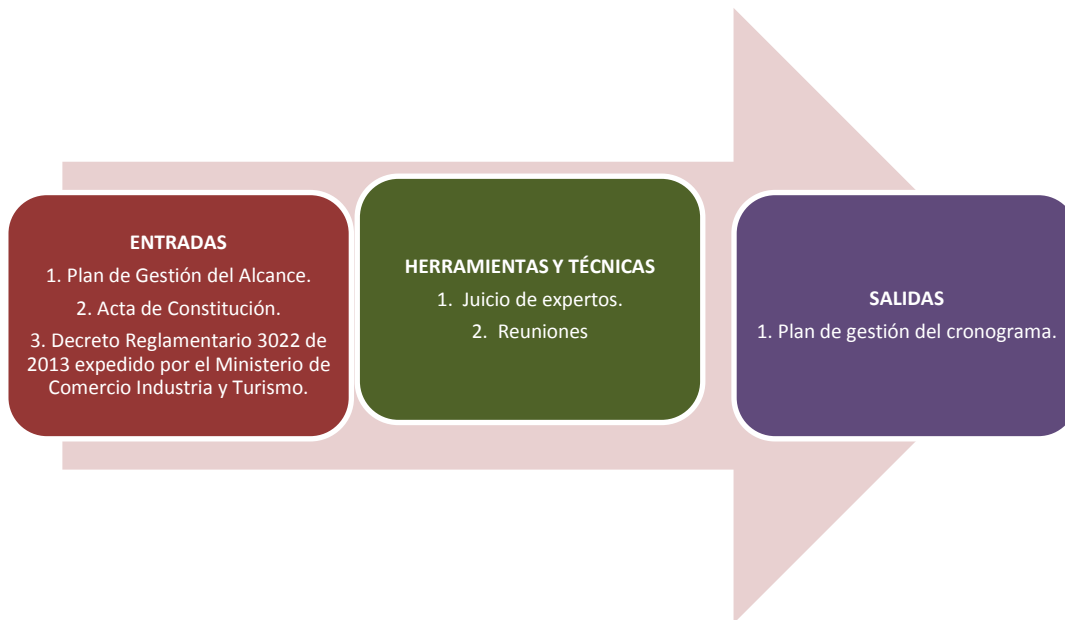 ENTRADAS
1. Plan de Gestión del Alcance.
2. Acta de Constitución.
3. Decreto Reglamentario 3022 de
2013 expedido por el Ministerio de
Comercio Industria y Turismo.
HERRAMIENTAS Y TÉCNICAS
1. Juicio de expertos.
2. Reuniones
SALIDAS
1. Plan de gestión del cronograma.